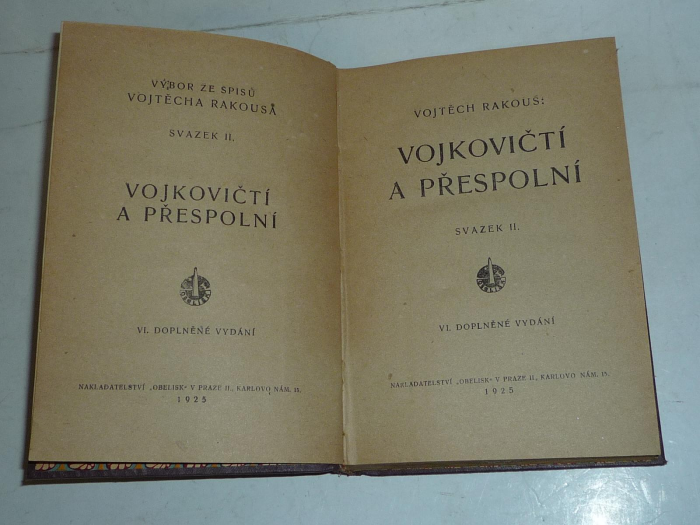 VÝBOR ZE SPISŮ
VOJTĚCHA RAKOUSA
SVAZEK II.
VOJKOVIČTÍ
A PŘESPOLNÍ
VI. DOPLNĚNÉ VYDÁNÍ
NAKLADATELSTVÍ „OBELISK“ V PRAZE II., KARLOVO NÁM. 15.
1925
VOJTĚCH RAKOUS:
VOJKOVIČTÍ
A PŘESPOLNÍ
SVAZEK II.
VI. DOPLNĚNÉ VYDÁNÍ
NAKLADATELSTVÍ „OBELISK“ V PRAZE II., KARLOVO NÁM. 15.
1925